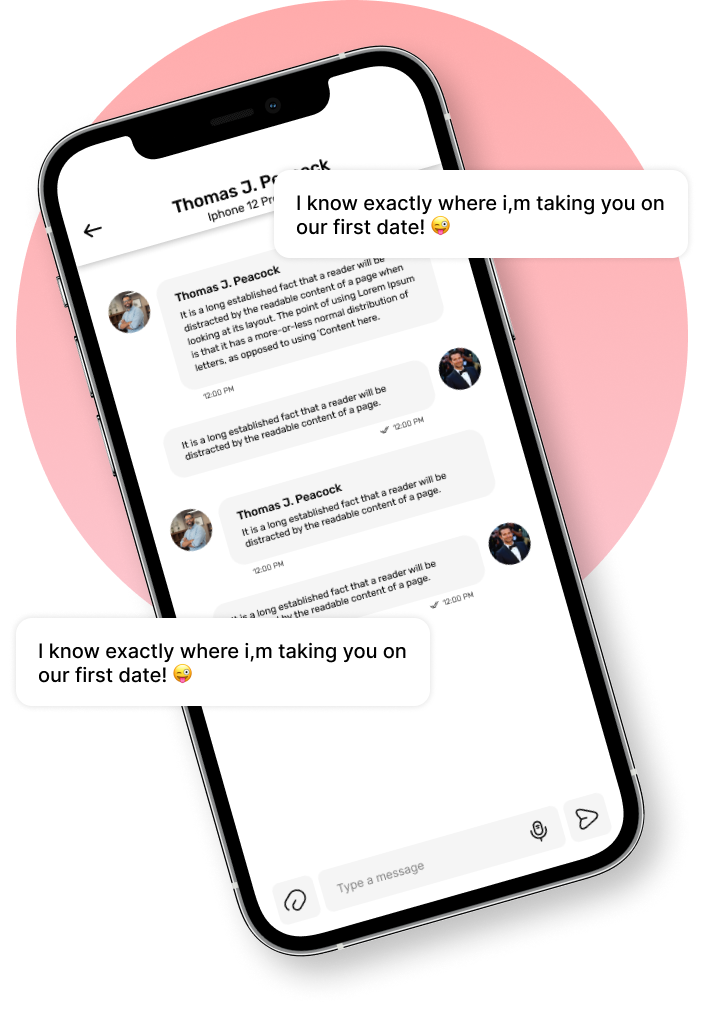 Thomas J.
Iphone 12
I know exactly where i,m taking you on
our first date! 😜
Thomas J. Peacock
It is a long established fact that a reader will be
distracted by the readable content of a page when
looking at its layout. The point of using Lorem Ipsum
is that it has a more-or-less normal distribution of
letters, as opposed to using 'Content here.
12:00 PM
It is a long established fact that a reader will be
distracted by the readable content of a page.
12:00 PM
Thomas J. Peacock
It is a long established fact that a reader will be
distracted by the readable content of a page.
12:00 PM
is a long established fact that a reader will be
by the readable content of a page.
12:00 PM
I know exactly where i,m taking you on
our first date! 😜
Type a message